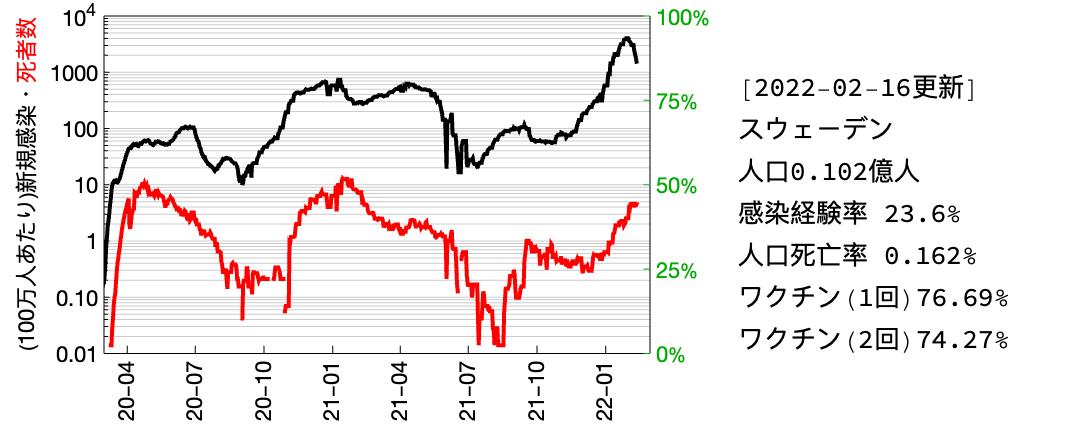 (100万人あたり)新規感染・死者数
10^4
1000
100
10
1
0.10
0.01
100%
75%
50%
25%
0%
20-04
20-07
20-10
21-01
21-04
21-07
21-10
22-01
[2022-02-16更新]
スウェーデン
人口0.102億人
感染経験率 23.6%
人口死亡率 0.162%
ワクチン(1回)76.69%
ワクチン(2回)74.27%